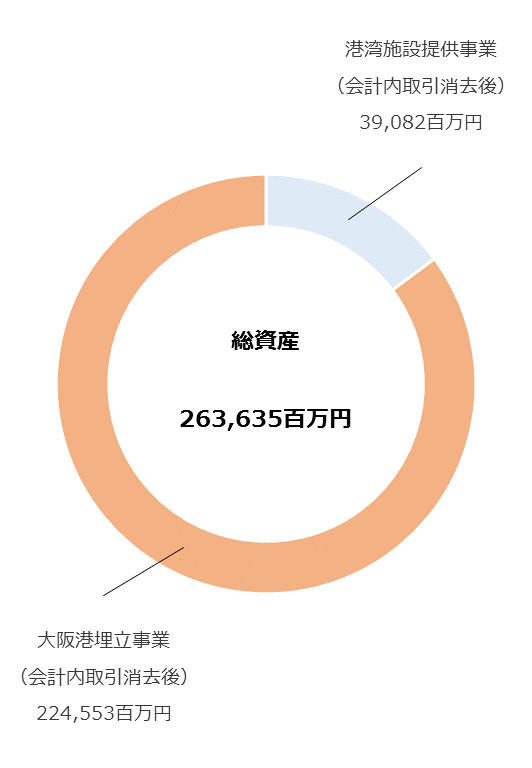 港湾施設提供事業
（会計内取引消去後）
39,082百万円
総資産
263,635百万円
大阪港埋立事業
（会計内取引消去後）
224,553百万円